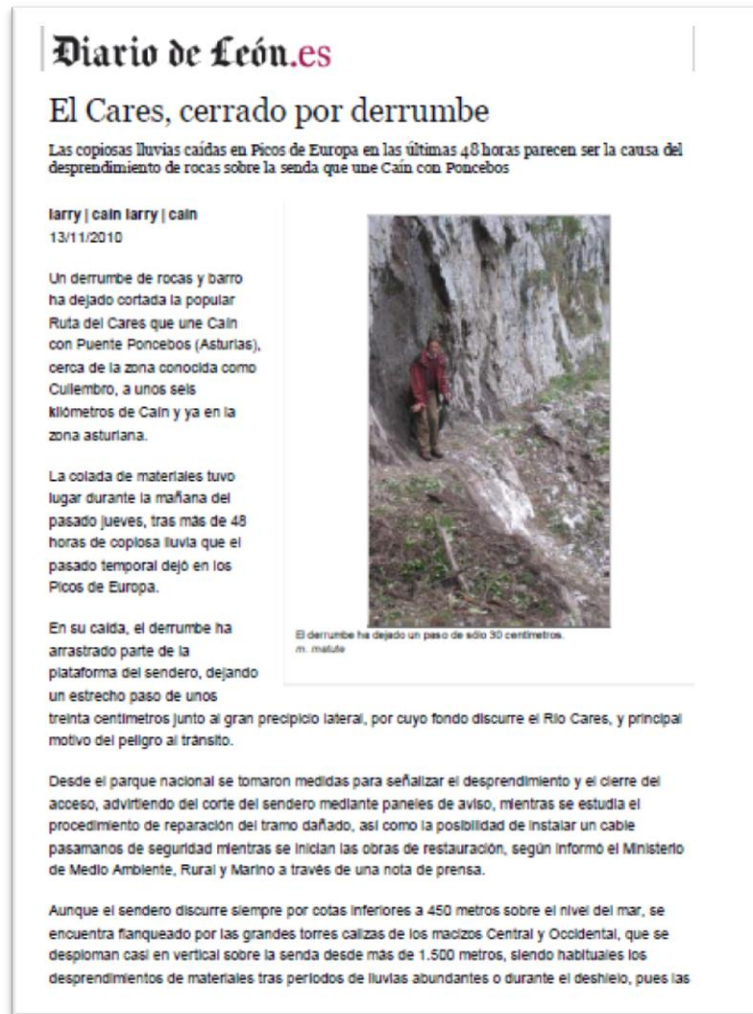 Diario de León.es
El Cares, cerrado por derrumbe
Las copiosas lluvias caídas en Picos de Europa en las últimas 48 horas parecen ser la causa del
desprendimiento de rocas sobre la senda que une Caín con Poncebos
larry | caín larry | caín
13/11/2010
Un derrumbe de rocas y barro
ha dejado cortada la popular
Ruta del Cares que une Caín
con Puente Poncebos (Asturias),
cerca de la zona conocida como
Culiembro, a unos seis
kilómetros de Caín y ya en la
zona asturiana.
La colada de materiales tuvo
lugar durante la mañana del
pasado jueves, tras más de 48
horas de copiosa lluvia que el
pasado temporal dejó en los
Picos de Europa.
En su caída, el derrumbe ha
arrastrado parte de la
plataforma del sendero, dejando
un estrecho paso de unos
treinta centímetros junto al gran precipicio lateral, por cuyo fondo discurre el Río Cares, y principal
motivo del peligro al tránsito.
El derrumbe ha dejado un paso de sólo 30 centímetros.
m. matute
Desde el parque nacional se tomaron medidas para señalizar el desprendimiento y el cierre del
acceso, advirtiendo del corte del sendero mediante paneles de aviso, mientras se estudia el
procedimiento de reparación del tramo dañado, así como la posibilidad de instalar un cable
pasamanos de seguridad mientras se inician las obras de restauración, según informó el Ministerio
de Medio Ambiente, Rural y Marino a través de una nota de prensa.
Aunque el sendero discurre siempre por cotas inferiores a 450 metros sobre el nivel del mar, se
encuentra flanqueado por las grandes torres calizas de los macizos Central y Occidental, que se
desploman casi en vertical sobre la senda desde más de 1.500 metros, siendo habituales los
desprendimientos de materiales tras periodos de lluvias abundantes o durante el deshielo, pues las